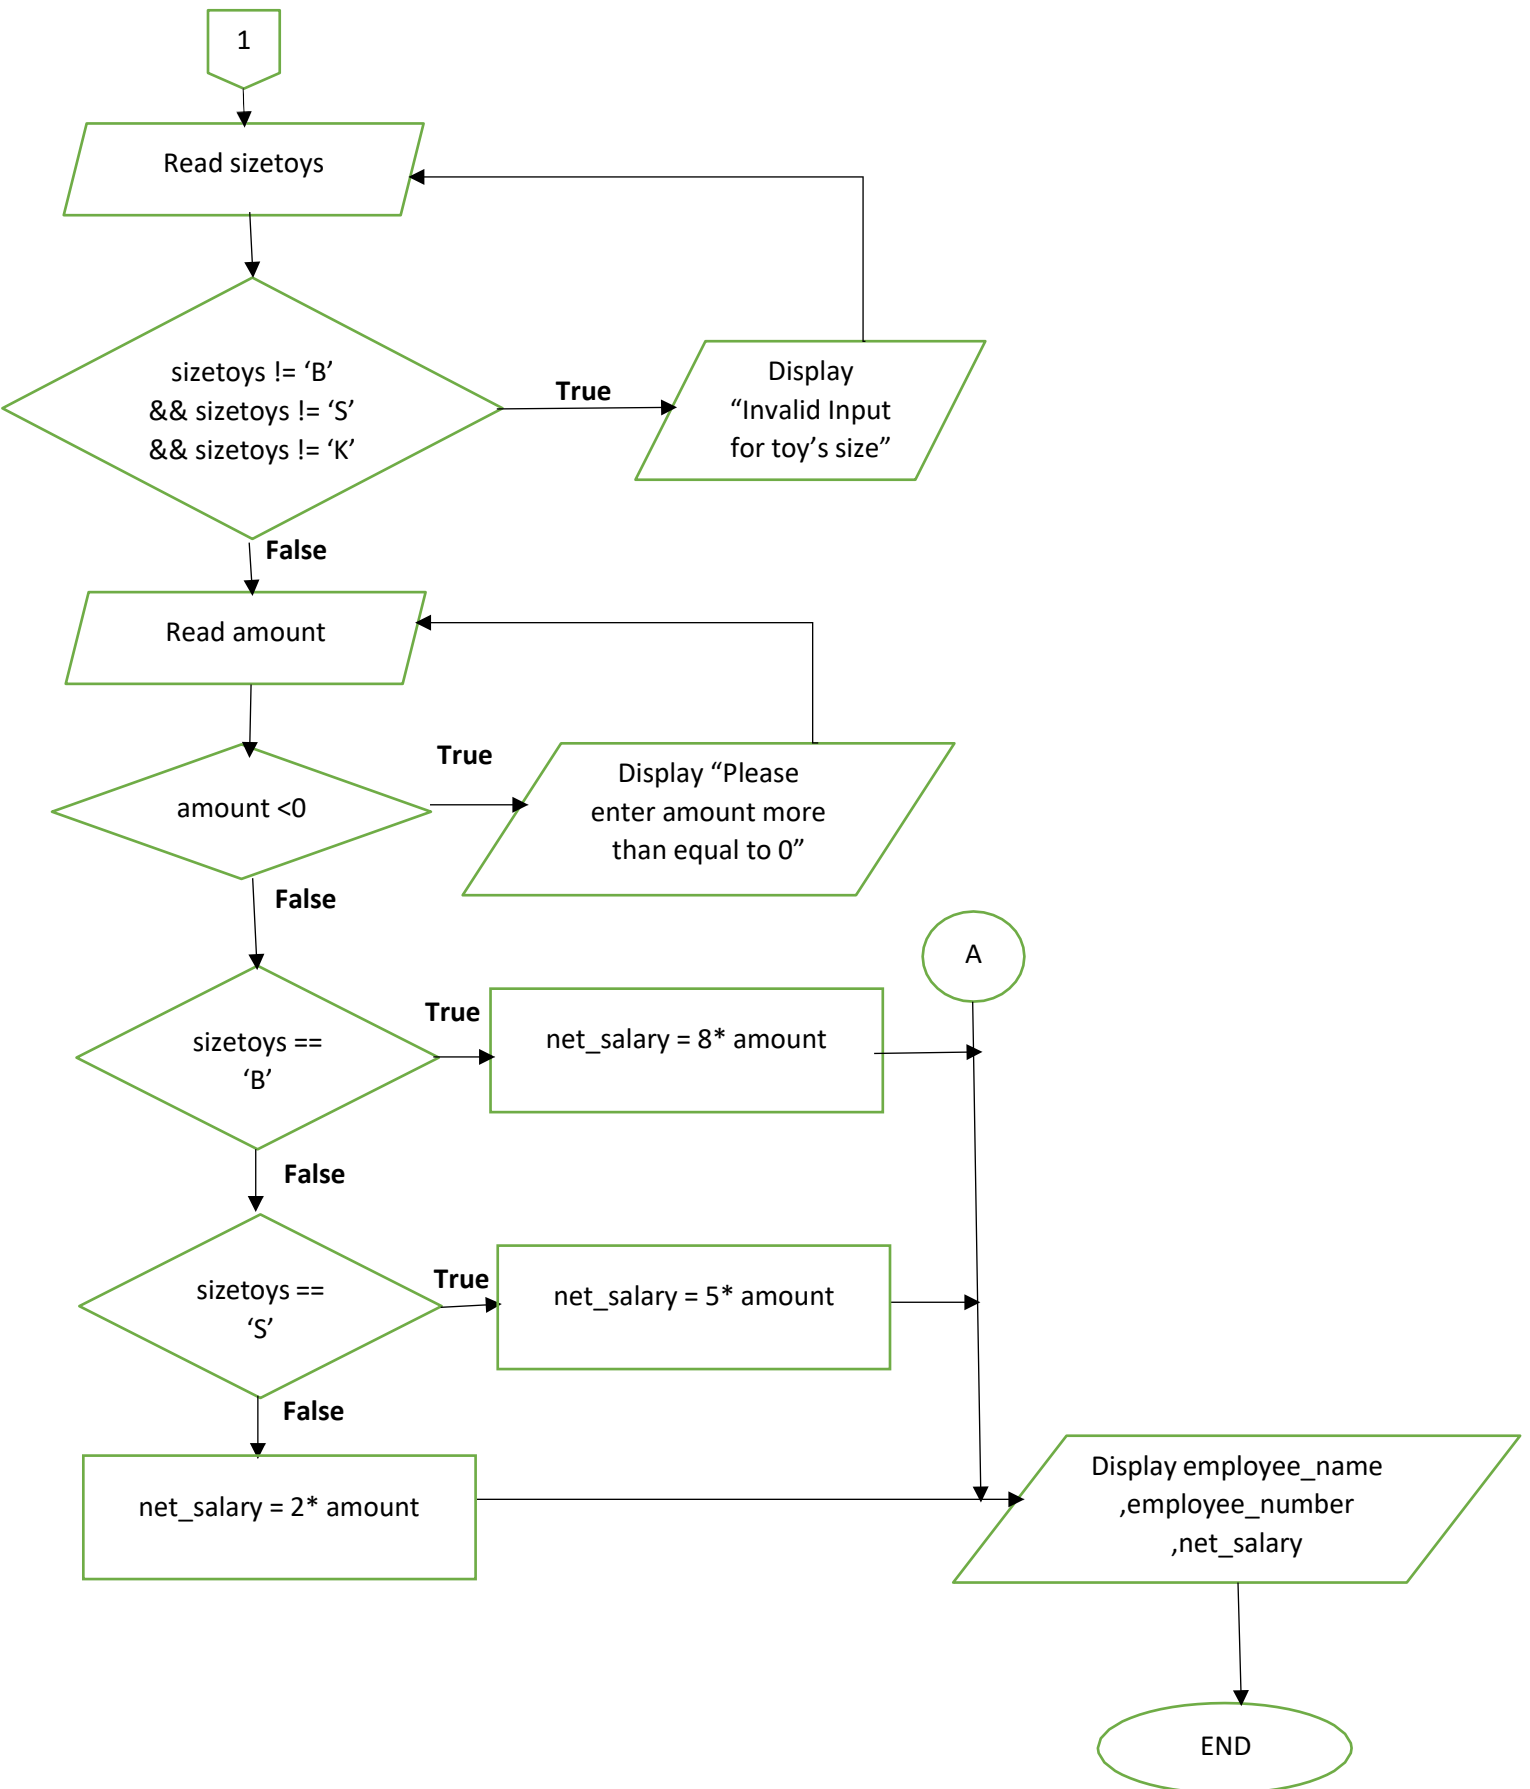 1
Read sizetoys
sizetoys != ‘B’
&& sizetoys != ‘S’
&& sizetoys != ‘K’
True
Display
“Invalid Input
for toy’s size”
False
Read amount
amount <0
True
Display “Please
enter amount more
than equal to 0”
False
A
sizetoys ==
‘B’
True
net_salary = 8* amount
False
sizetoys ==
‘S’
True
net_salary = 5* amount
False
net_salary = 2* amount
Display employee_name
,employee_number
,net_salary
END